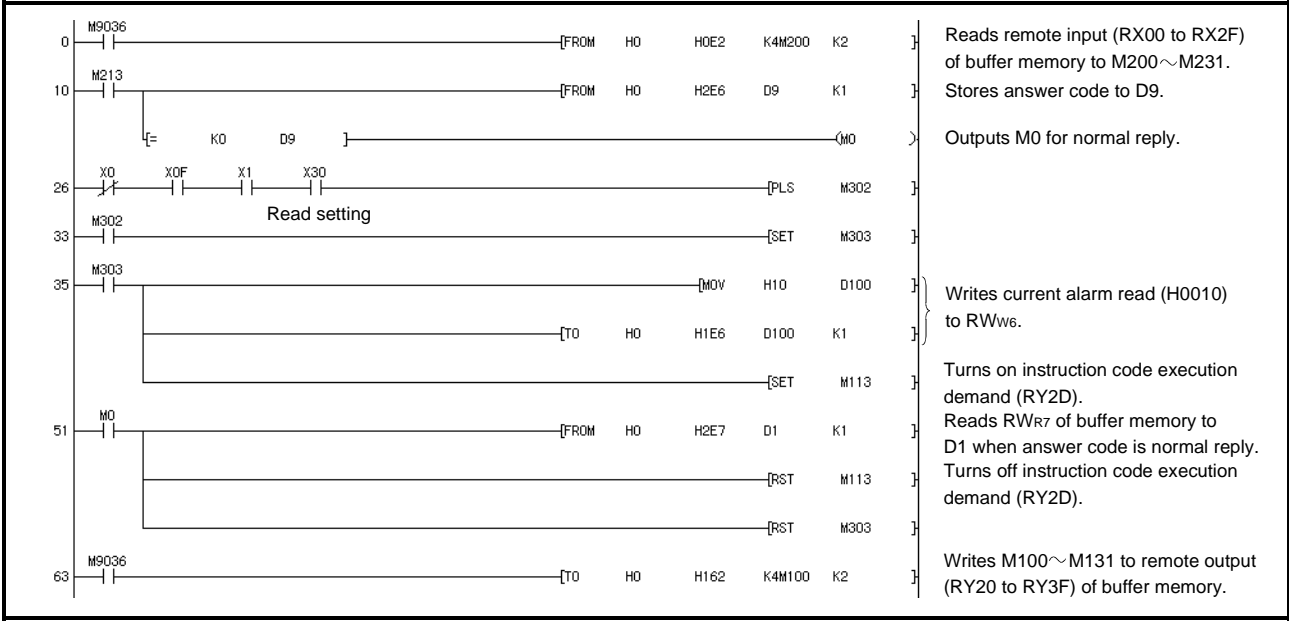 M9036
0 [FROM H0 H0E2 K4M200 K2 ]
Reads remote input (RX00 to RX2F)
of buffer memory to M200～M231.
M213
10 [FROM H0 H2E6 D9 K1 ]
Stores answer code to D9.
[= K0 D9 ] (M0 )
Outputs M0 for normal reply.
X0 X0F X1 X30
26 [PLS M302 ]
Read setting
M302
33 [SET M303 ]
M303
35 [MOV H10 D100 ]
Writes current alarm read (H0010)
to RWW6.
[TO H0 H1E6 D100 K1 ]
[SET M113 ]
Turns on instruction code execution
demand (RY2D).
M0
51 [FROM H0 H2E7 D1 K1 ]
Reads RWR7 of buffer memory to
D1 when answer code is normal reply.
[RST M113 ]
Turns off instruction code execution
demand (RY2D).
[RST M303 ]
M9036
63 [TO H0 H162 K4M100 K2 ]
Writes M100～M131 to remote output
(RY20 to RY3F) of buffer memory.